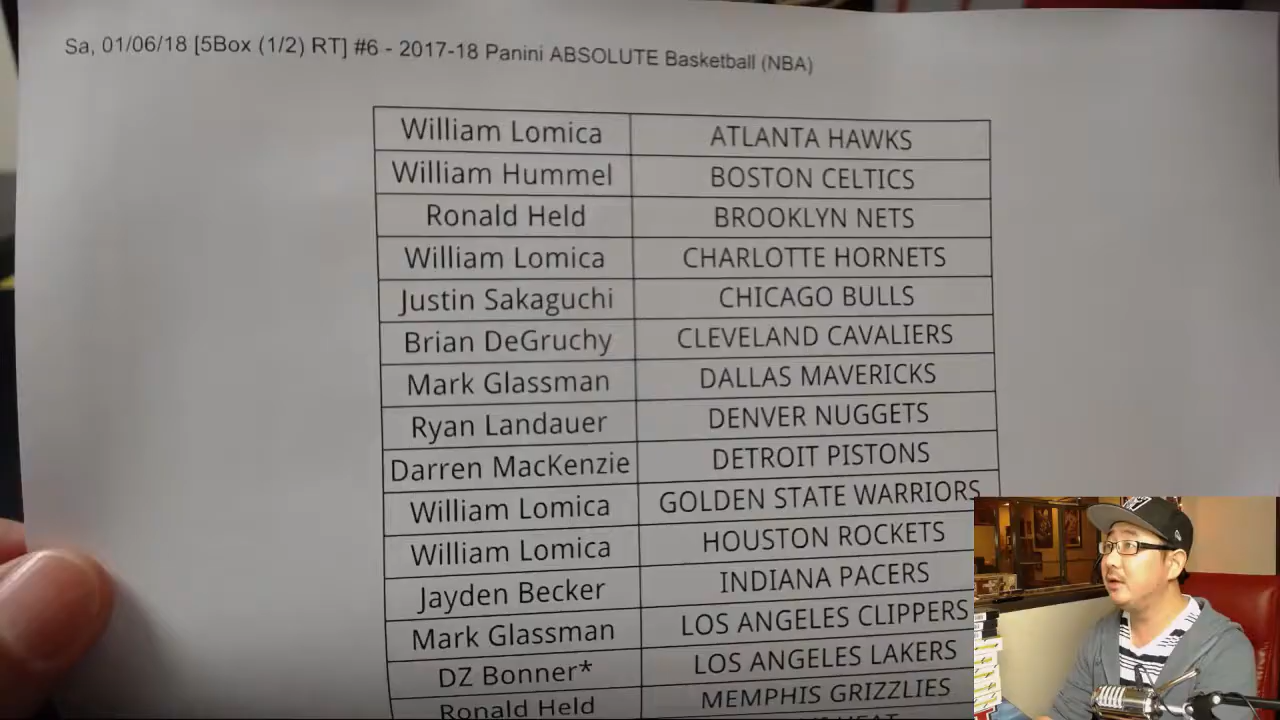 Sa, 01/06/18 [5Box (1/2) RT] #6 - 2017-18 Panini ABSOLUTE Basketball (NBA)
William Lomica ATLANTA HAWKS
William Hummel BOSTON CELTICS
Ronald Held BROOKLYN NETS
William Lomica CHARLOTTE HORNETS
Justin Sakaguchi CHICAGO BULLS
Brian DeGruchy CLEVELAND CAVALIERS
Mark Glassman DALLAS MAVERICKS
Ryan Landauer DENVER NUGGETS
Darren MacKenzie DETROIT PISTONS
William Lomica GOLDEN STATE WARRIORS
William Lomica HOUSTON ROCKETS
Jayden Becker INDIANA PACERS
Mark Glassman LOS ANGELES CLIPPERS
DZ Bonner* LOS ANGELES LAKERS
Ronald Held MEMPHIS GRIZZLIES